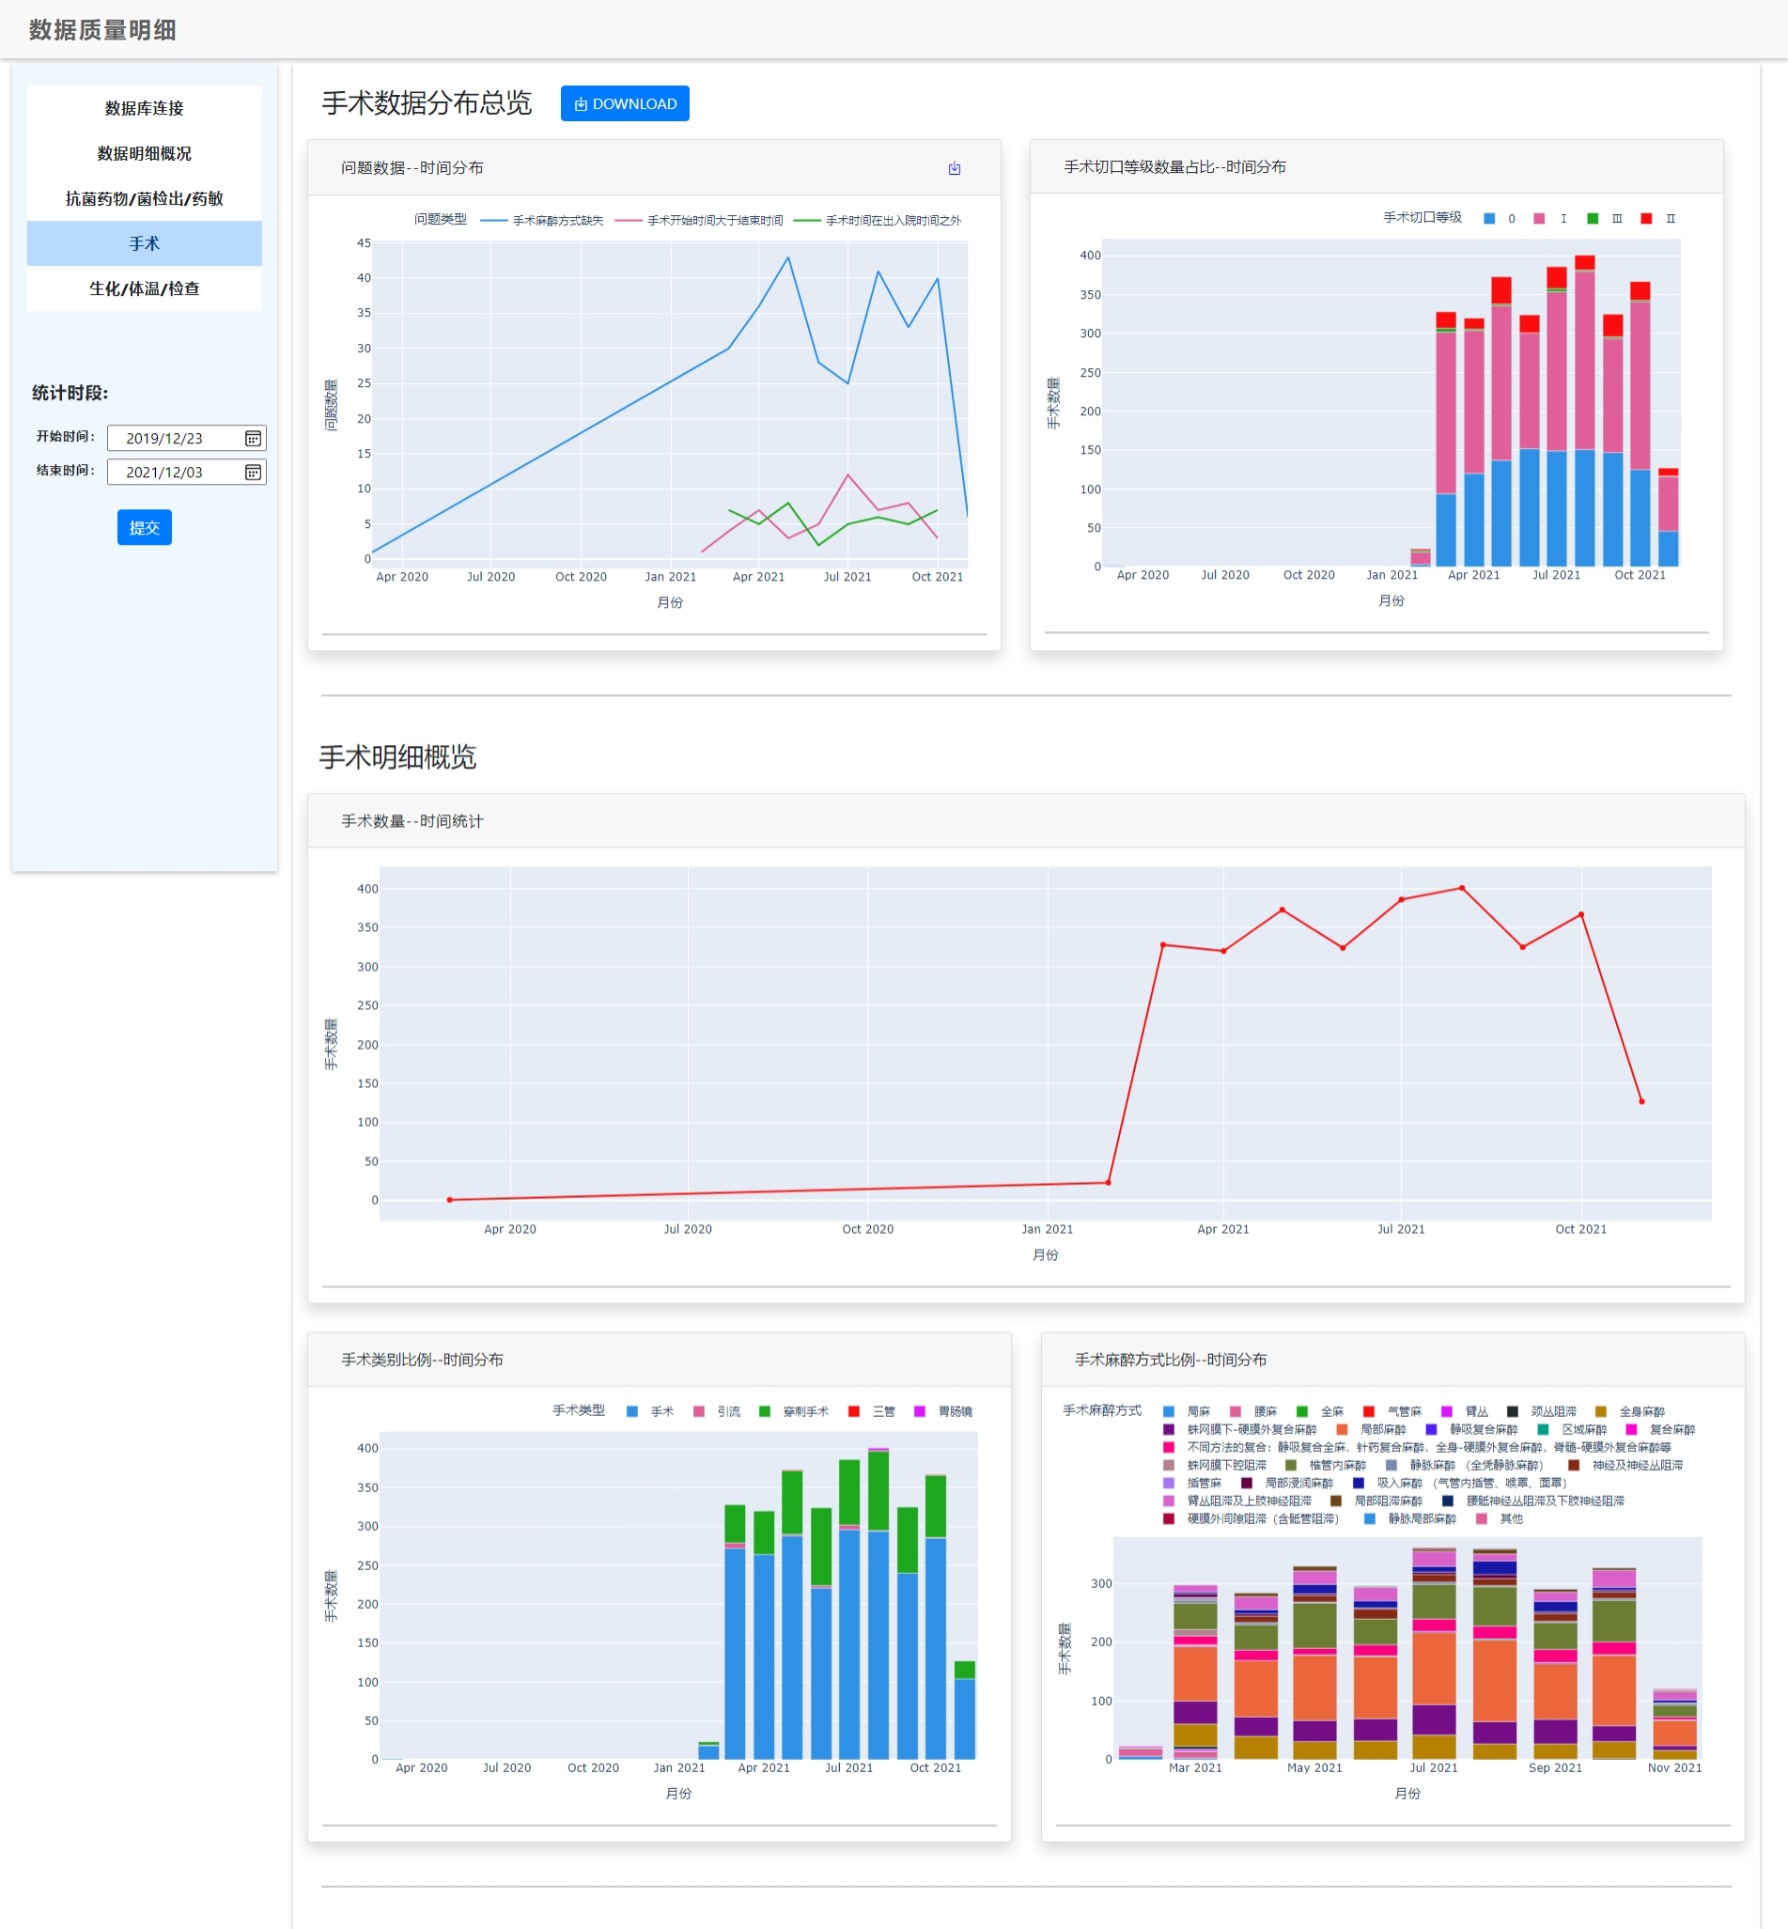 数据质量明细
数据库连接
数据明细概况
抗菌药物/菌检出/药敏
手术
生化/体温/检查
统计时段:
开始时间: 2019/12/23
结束时间: 2021/12/03
提交
手术数据分布总览 DOWNLOAD
问题数据--时间分布
问题类型 手术麻醉方式缺失 手术开始时间大于结束时间 手术时间在出入院时间之外
45
40
35
30
25
20
15
10
5
0
问题数量
Apr 2020 Jul 2020 Oct 2020 Jan 2021 Apr 2021 Jul 2021 Oct 2021
月份
手术切口等级数量占比--时间分布
手术切口等级 0 I III II
400
350
300
250
200
150
100
50
0
手术数量
Apr 2020 Jul 2020 Oct 2020 Jan 2021 Apr 2021 Jul 2021 Oct 2021
月份
手术明细概览
手术数量--时间统计
400
350
300
250
200
150
100
50
0
手术数量
Apr 2020 Jul 2020 Oct 2020 Jan 2021 Apr 2021 Jul 2021 Oct 2021
月份
手术类别比例--时间分布
手术类型 手术 引流 穿刺手术 三管 胃肠镜
400
350
300
250
200
150
100
50
0
手术数量
Apr 2020 Jul 2020 Oct 2020 Jan 2021 Apr 2021 Jul 2021 Oct 2021
月份
手术麻醉方式比例--时间分布
手术麻醉方式 局麻 腰麻 全麻 气管麻 臂丛 颈丛阻滞 全身麻醉
蛛网膜下-硬膜外复合麻醉 局部麻醉 静吸复合麻醉 区域麻醉 复合麻醉
不同方法的复合：静吸复合全麻，针药复合麻醉，全身-硬膜外复合麻醉，脊髓-硬膜外复合麻醉等
蛛网膜下腔阻滞 椎管内麻醉 静脉麻醉 （全凭静脉麻醉） 神经及神经丛阻滞
插管麻 局部浸润麻醉 吸入麻醉 （气管内插管、喉罩、面罩）
臂丛阻滞及上肢神经阻滞 局部阻滞麻醉 腰骶神经丛阻滞及下肢神经阻滞
硬膜外间隙阻滞（含骶管阻滞） 静脉局部麻醉 其他
300
200
100
0
手术数量
Mar 2021 May 2021 Jul 2021 Sep 2021 Nov 2021
月份